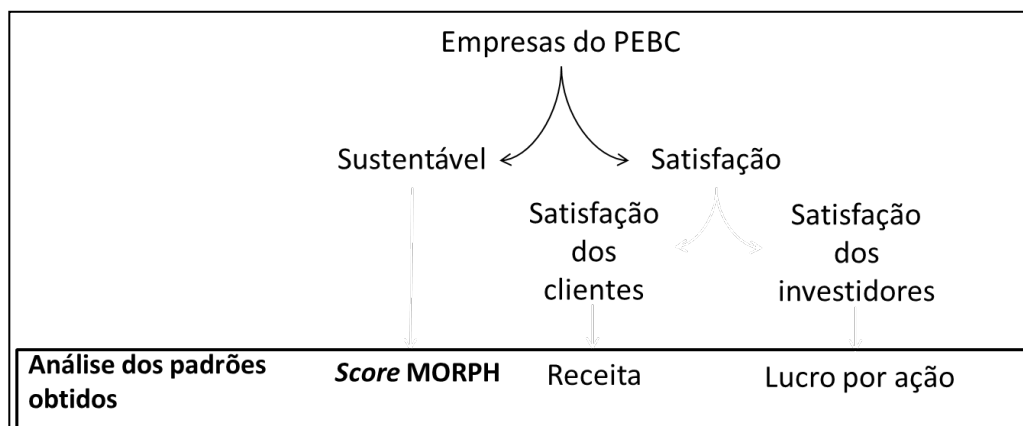 Empresas do PEBC
Sustentável
Satisfação
Satisfação
dos
clientes
Satisfação
dos
investidores
Análise dos padrões
obtidos
Score MORPH
Receita
Lucro por ação